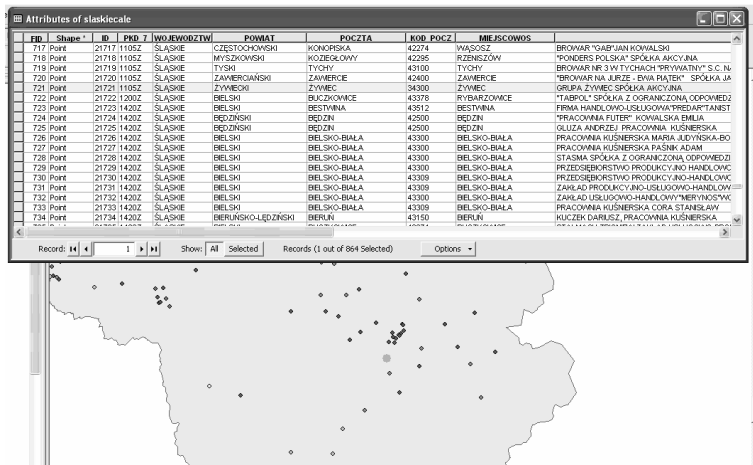 Attributes of slaskiecale
FID Shape * ID PKD_7 WOJEWODZTW POWIAT POCZTA KOD_POCZ MIEJSCOWOS
717 Point 21717 1105Z ŚLĄSKIE CZĘSTOCHOWSKI KONOPISKA 42274 WĄSOSZ BROWAR "GAB"JAN KOWALSKI
718 Point 21718 1105Z ŚLĄSKIE MYSZKOWSKI KOZIEGŁOWY 42295 RZENISZÓW "PONDERS POLSKA" SPÓŁKA AKCYJNA
719 Point 21719 1105Z ŚLĄSKIE TYSKI TYCHY 43100 TYCHY BROWAR NR 3 W TYCHACH "PRYWATNY" S.C. N
720 Point 21720 1105Z ŚLĄSKIE ZAWIERCIAŃSKI ZAWIERCIE 42400 ZAWIERCIE "BROWAR NA JURZE - EWA PIĄTEK" SPÓŁKA JA
721 Point 21721 1105Z ŚLĄSKIE ŻYWIECKI ŻYWIEC 34300 ŻYWIEC GRUPA ŻYWIEC SPÓŁKA AKCYJNA
722 Point 21722 1200Z ŚLĄSKIE BIELSKI BUCZKOWICE 43378 RYBARZOWICE "TABPOL" SPÓŁKA Z OGRANICZONĄ ODPOWIEDZ
723 Point 21723 1420Z ŚLĄSKIE BIELSKI BESTWINA 43512 BESTWINA FIRMA HANDLOWO-USŁUGOWA"PREDAR"TANIST
724 Point 21724 1420Z ŚLĄSKIE BĘDZIŃSKI BĘDZIN 42500 BĘDZIN "PRACOWNIA FUTER" KOWALSKA EMILIA
725 Point 21725 1420Z ŚLĄSKIE BĘDZIŃSKI BĘDZIN 42500 BĘDZIN GLUZA ANDRZEJ PRACOWNIA KUŚNIERSKA
726 Point 21726 1420Z ŚLĄSKIE BIELSKI BIELSKO-BIAŁA 43300 BIELSKO-BIAŁA PRACOWNIA KUŚNIERSKA MARIA JUDYŃSKA-BO
727 Point 21727 1420Z ŚLĄSKIE BIELSKI BIELSKO-BIAŁA 43300 BIELSKO-BIAŁA PRACOWNIA KUŚNIERSKA PAŚNIK ADAM
728 Point 21728 1420Z ŚLĄSKIE BIELSKI BIELSKO-BIAŁA 43300 BIELSKO-BIAŁA STASMA SPÓŁKA Z OGRANICZONĄ ODPOWIEDZI
729 Point 21729 1420Z ŚLĄSKIE BIELSKI BIELSKO-BIAŁA 43300 BIELSKO-BIAŁA PRZEDSIĘBIORSTWO PRODUKCYJNO HANDLOWC
730 Point 21730 1420Z ŚLĄSKIE BIELSKI BIELSKO-BIAŁA 43309 BIELSKO-BIAŁA PRZEDSIĘBIORSTWO PRODUKCYJNO-HANDLOWE
731 Point 21731 1420Z ŚLĄSKIE BIELSKI BIELSKO-BIAŁA 43309 BIELSKO-BIAŁA ZAKŁAD PRODUKCYJNO-USŁUGOWO-HANDLOW
732 Point 21732 1420Z ŚLĄSKIE BIELSKI BIELSKO-BIAŁA 43300 BIELSKO-BIAŁA ZAKŁAD USŁUGOWO-HANDLOWY"MERYNOS"WO
733 Point 21733 1420Z ŚLĄSKIE BIELSKI BIELSKO-BIAŁA 43309 BIELSKO-BIAŁA PRACOWNIA KUŚNIERSKA CORA STANISŁAW
734 Point 21734 1420Z ŚLĄSKIE BIERUŃSKO-LĘDZIŃSKI BIERUŃ 43150 BIERUŃ KUCZEK DARIUSZ, PRACOWNIA KUŚNIERSKA
Record: 1 Show: All Selected Records (1 out of 864 Selected) Options